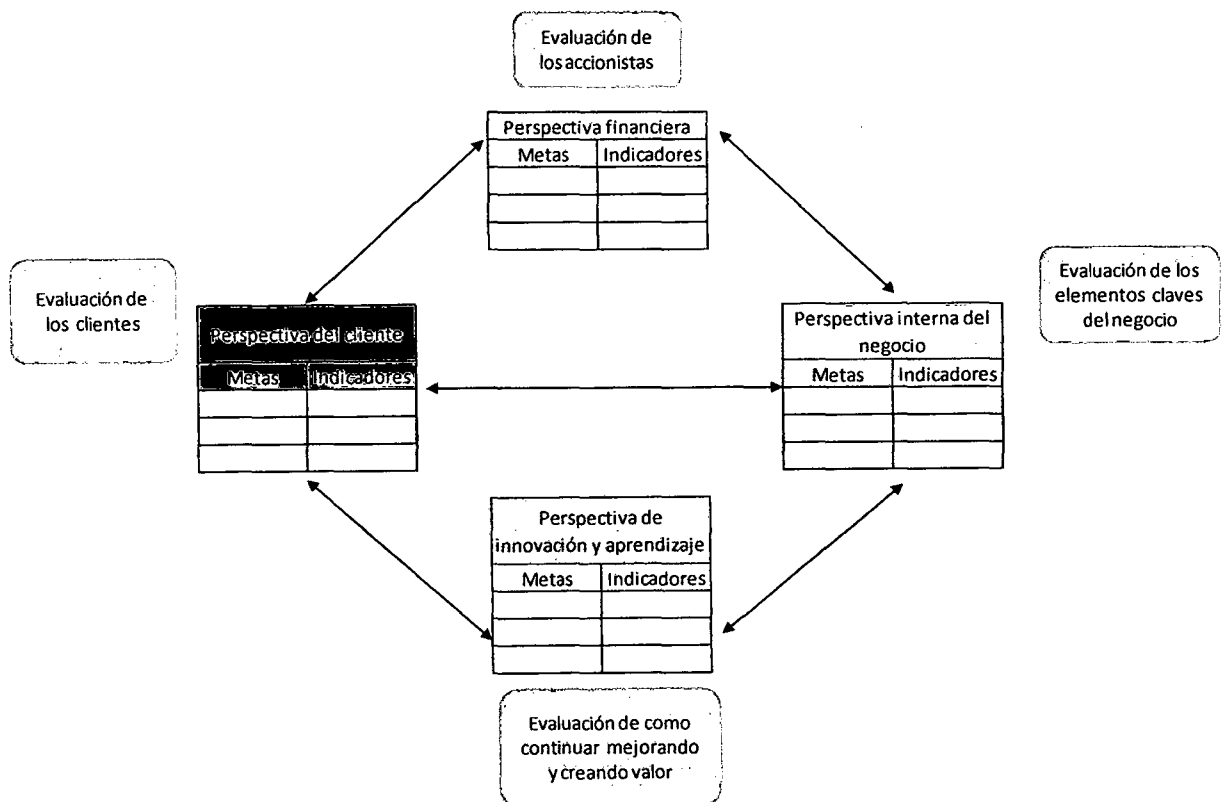 Evaluación de
los accionistas
Perspectiva financiera
Metas Indicadores
Evaluación de
los clientes
Perspectiva del cliente
Metas Indicadores
Perspectiva interna del
negocio
Metas Indicadores
Evaluación de los
elementos claves
del negocio
Perspectiva de
innovación y aprendizaje
Metas Indicadores
Evaluación de como
continuar mejorando
y creando valor